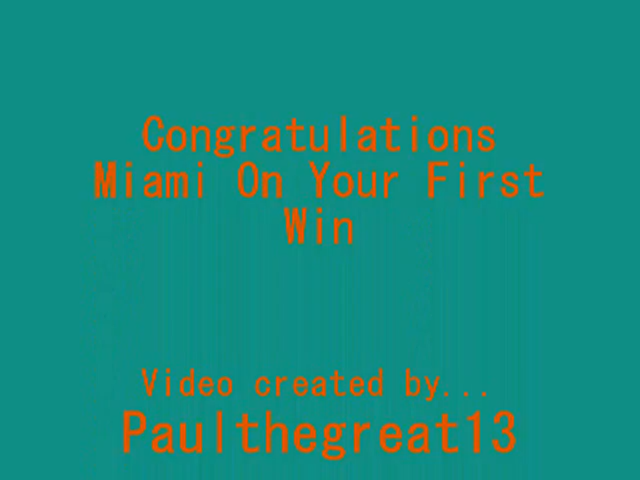 Congratulations
Miami On Your First
Win
Video created by...
Paulthegreat13